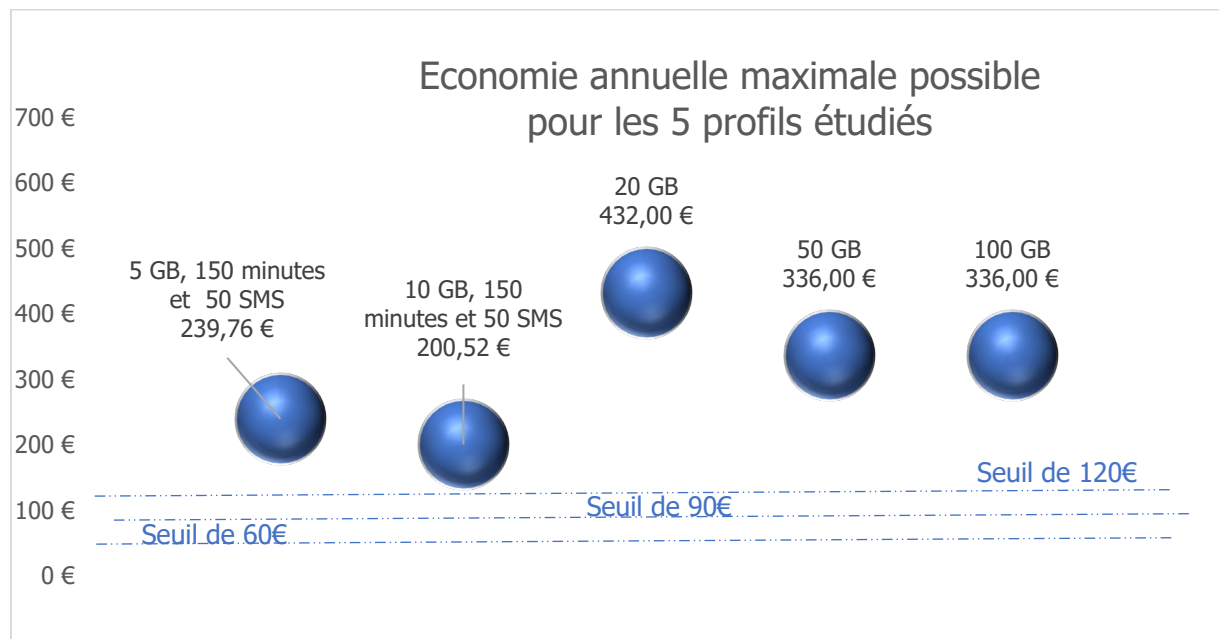 Economie annuelle maximale possible
pour les 5 profils étudiés
700 €
600 €
500 €
400 €
300 €
200 €
100 €
0 €
5 GB, 150 minutes
et 50 SMS
239,76 €
10 GB, 150
minutes et 50 SMS
200,52 €
20 GB
432,00 €
50 GB
336,00 €
100 GB
336,00 €
Seuil de 120€
Seuil de 90€
Seuil de 60€